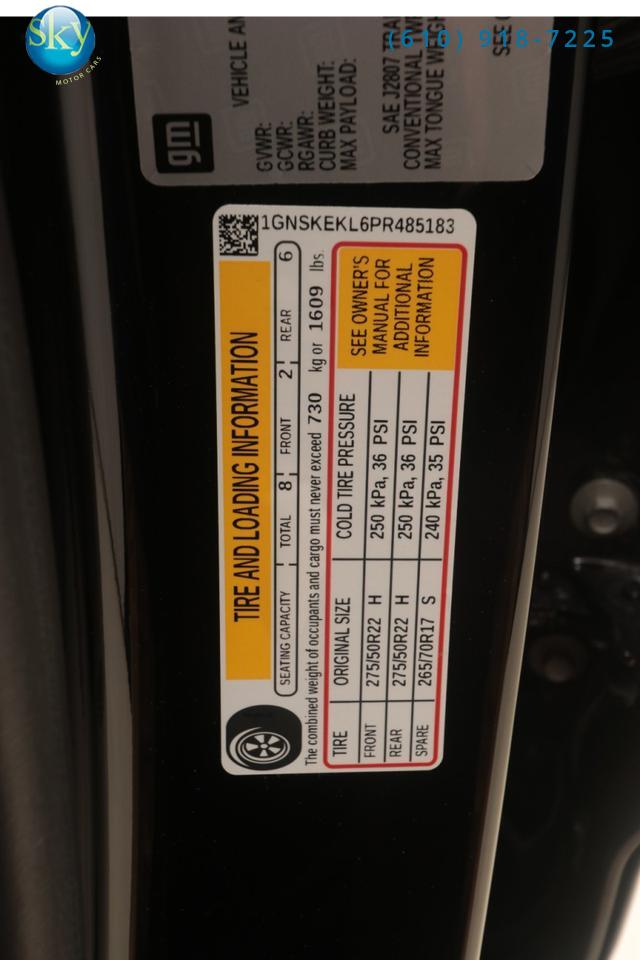 Sky
MOTOR CARS
(610) 918-7225
gm
VEHICLE
GVWR:
GCWR:
RGAWR:
CURB WEIGHT:
MAX PAYLOAD:
SAE J2807
CONVENTIONAL
MAX TONGUE
SEE
1GNSKEKL6PR485183
TIRE AND LOADING INFORMATION
SEATING CAPACITY TOTAL 8 FRONT 2 REAR 6
The combined weight of occupants and cargo must never exceed 730 kg or 1609 lbs.
TIRE ORIGINAL SIZE COLD TIRE PRESSURE
FRONT 275/50R22 H 250 kPa, 36 PSI
REAR 275/50R22 H 250 kPa, 36 PSI
SPARE 265/70R17 S 240 kPa, 35 PSI
SEE OWNER'S
MANUAL FOR
ADDITIONAL
INFORMATION